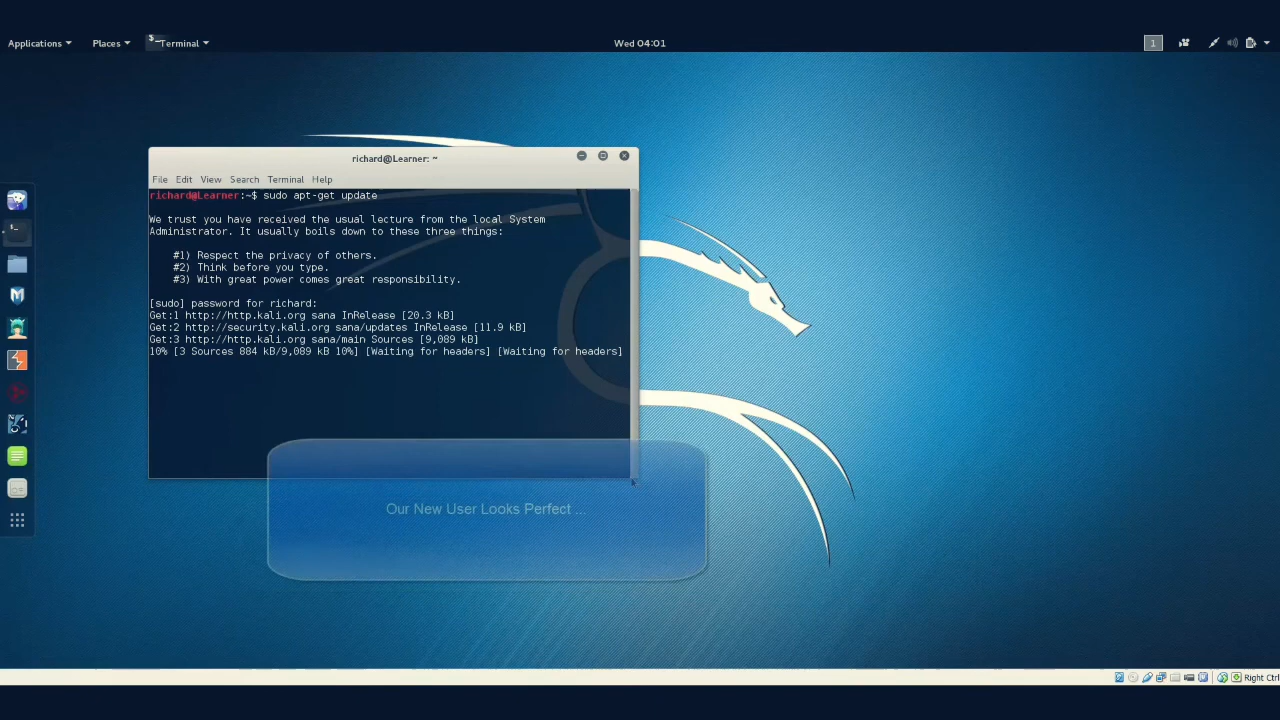 Applications Places Terminal Wed 04:01 1
richard@Learner: ~
File Edit View Search Terminal Help
richard@Learner:~$ sudo apt-get update
We trust you have received the usual lecture from the local System
Administrator. It usually boils down to these three things:
#1) Respect the privacy of others.
#2) Think before you type.
#3) With great power comes great responsibility.
[sudo] password for richard:
Get:1 http://http.kali.org sana InRelease [20.3 kB]
Get:2 http://security.kali.org sana/updates InRelease [11.9 kB]
Get:3 http://http.kali.org sana/main Sources [9,089 kB]
10% [3 Sources 884 kB/9,089 kB 10%] [Waiting for headers] [Waiting for headers]
Our New User Looks Perfect ...
Right Ctrl